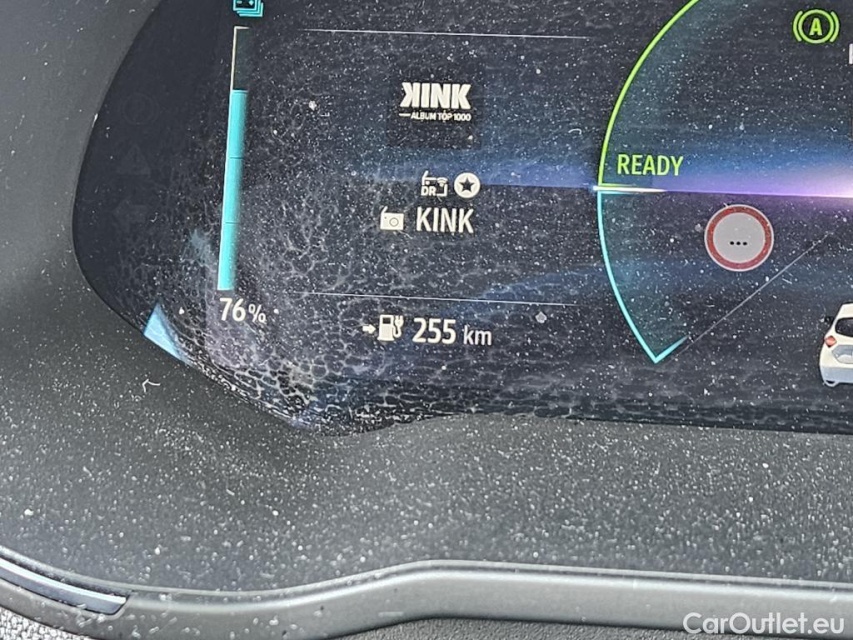 KINK
ALBUM TOP 1000
(A)
READY
DR
KINK
...
76%
255 km
CarOutlet.eu